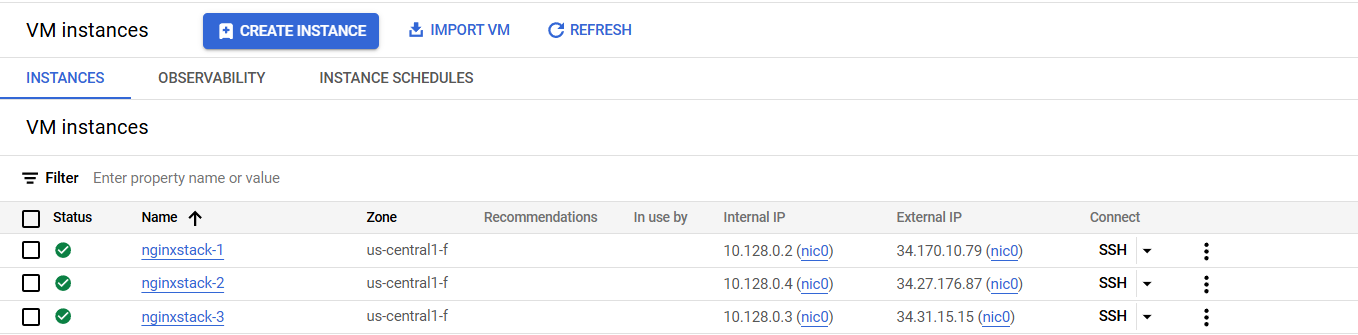 VM instances CREATE INSTANCE IMPORT VM REFRESH
INSTANCES OBSERVABILITY INSTANCE SCHEDULES
VM instances
Filter Enter property name or value
Status Name Zone Recommendations In use by Internal IP External IP Connect
nginxstack-1 us-central1-f 10.128.0.2 (nic0) 34.170.10.79 (nic0) SSH
nginxstack-2 us-central1-f 10.128.0.4 (nic0) 34.27.176.87 (nic0) SSH
nginxstack-3 us-central1-f 10.128.0.3 (nic0) 34.31.15.15 (nic0) SSH